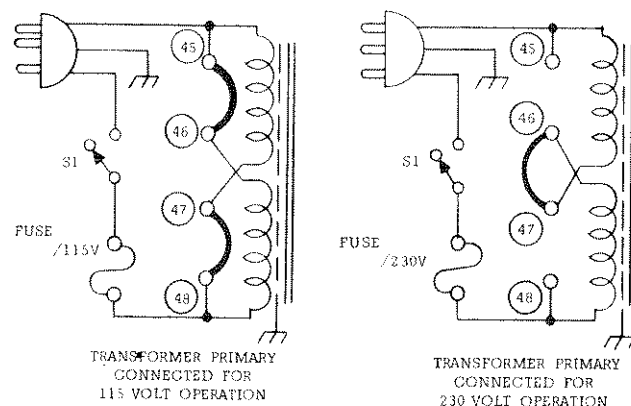 45
46
S1
47
FUSE
/115V
48
TRANSFORMER PRIMARY
CONNECTED FOR
115 VOLT OPERATION
45
46
S1
47
FUSE
/230V
48
TRANSFORMER PRIMARY
CONNECTED FOR
230 VOLT OPERATION